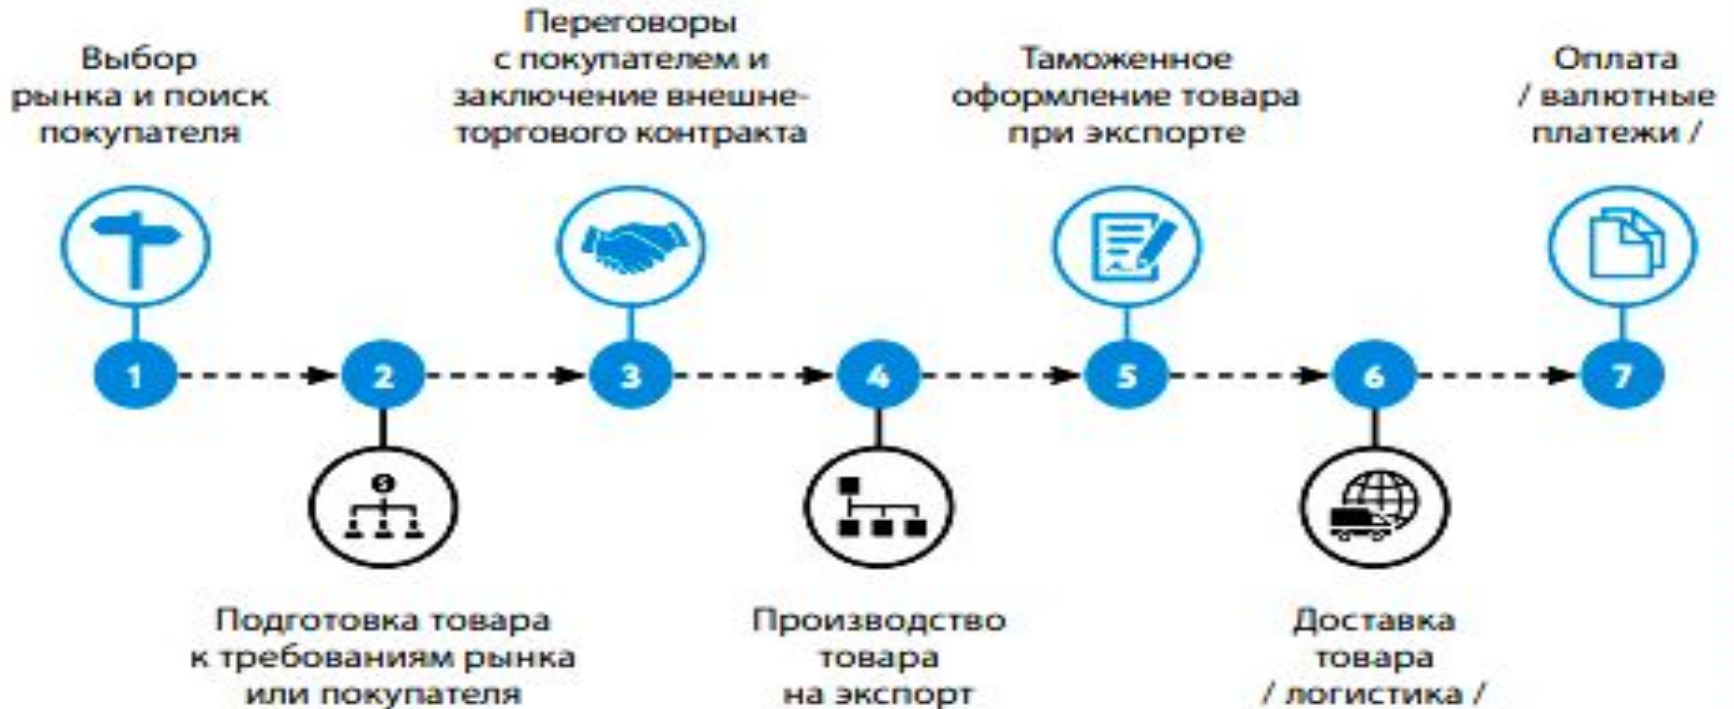 Выбор
рынка и поиск
покупателя
Переговоры
с покупателем и
заключение внешне-
торгового контракта
Таможенное
оформление товара
при экспорте
Оплата
/ валютные
платежи /
1
2
3
4
5
6
7
Подготовка товара
к требованиям рынка
или покупателя
Производство
товара
на экспорт
Доставка
товара
/ логистика /